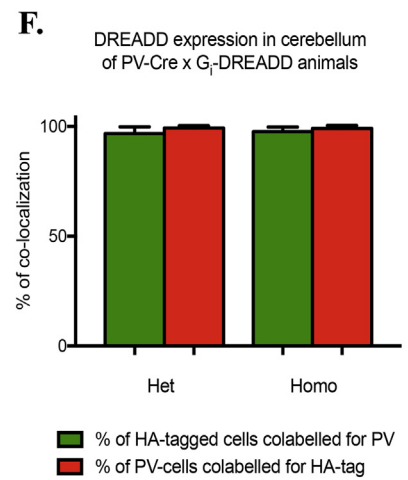 F.
DREADD expression in cerebellum
of PV-Cre x Gi-DREADD animals
% of co-localization
100
50
0
Het Homo
% of HA-tagged cells colabelled for PV
% of PV-cells colabelled for HA-tag